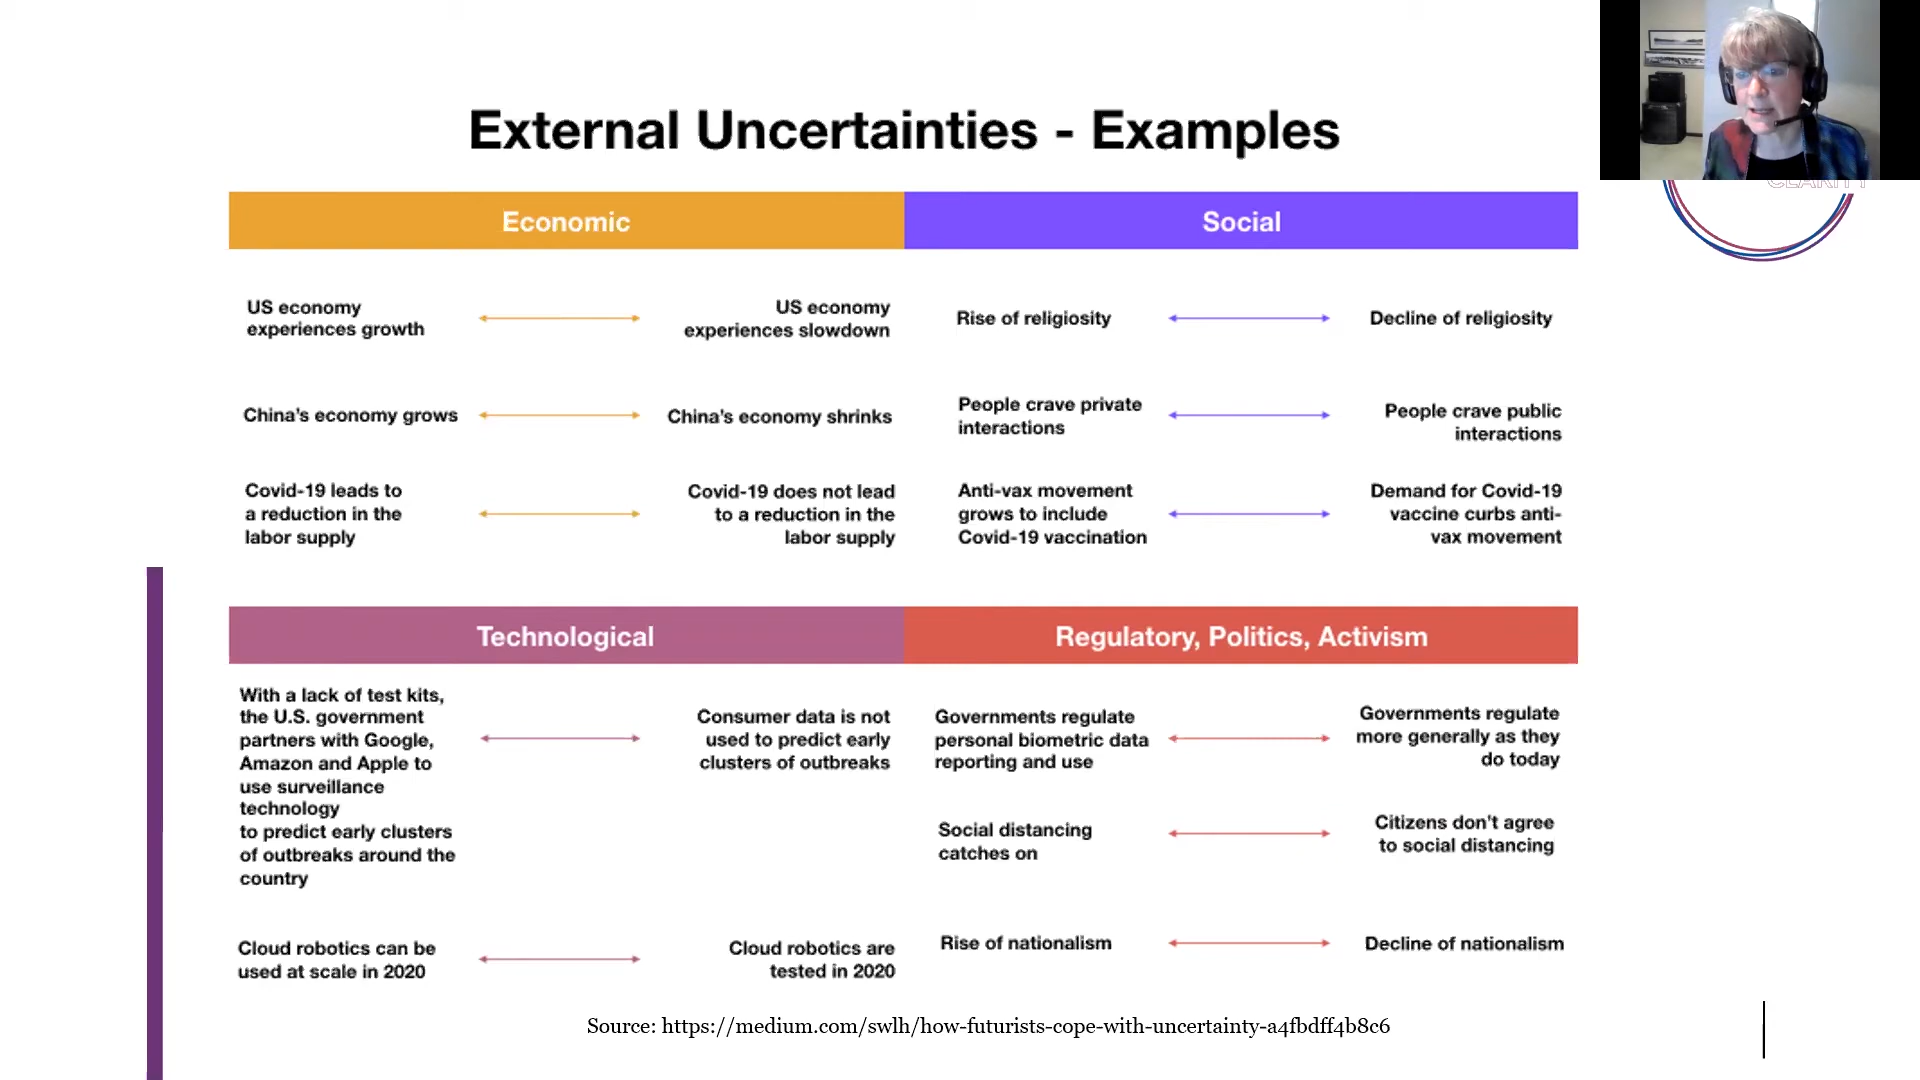 External Uncertainties - Examples
CLARITY
Economic
Social
US economy
experiences growth
US economy
experiences slowdown
Rise of religiosity
Decline of religiosity
China's economy grows
China's economy shrinks
People crave private
interactions
People crave public
interactions
Covid-19 leads to
a reduction in the
labor supply
Covid-19 does not lead
to a reduction in the
labor supply
Anti-vax movement
grows to include
Covid-19 vaccination
Demand for Covid-19
vaccine curbs anti-
vax movement
Technological
Regulatory, Politics, Activism
With a lack of test kits,
the U.S. government
partners with Google,
Amazon and Apple to
use surveillance
technology
to predict early clusters
of outbreaks around the
country
Consumer data is not
used to predict early
clusters of outbreaks
Governments regulate
personal biometric data
reporting and use
Governments regulate
more generally as they
do today
Social distancing
catches on
Citizens don't agree
to social distancing
Cloud robotics can be
used at scale in 2020
Cloud robotics are
tested in 2020
Rise of nationalism
Decline of nationalism
Source: https://medium.com/swlh/how-futurists-cope-with-uncertainty-a4fbdff4b8c6